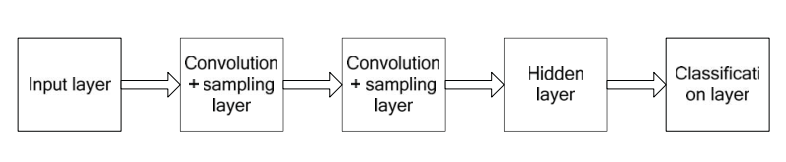 Input layer
Convolution
+ sampling
layer
Convolution
+ sampling
layer
Hidden
layer
Classificati
on layer